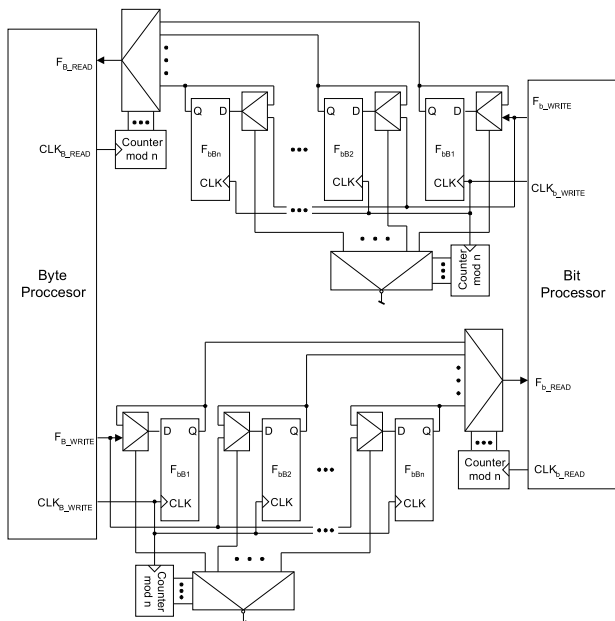 F_B_READ
CLK_B_READ
Counter
mod n
Q D
F_bBn
CLK
Q D
F_bB2
CLK
Q D
F_bB1
CLK
F_b_WRITE
CLK_b_WRITE
Counter
mod n
Byte
Proccesor
Bit
Processor
F_b_READ
CLK_b_READ
Counter
mod n
F_B_WRITE
CLK_B_WRITE
D Q
F_bB1
CLK
D Q
F_bB2
CLK
D Q
F_bBn
CLK
Counter
mod n